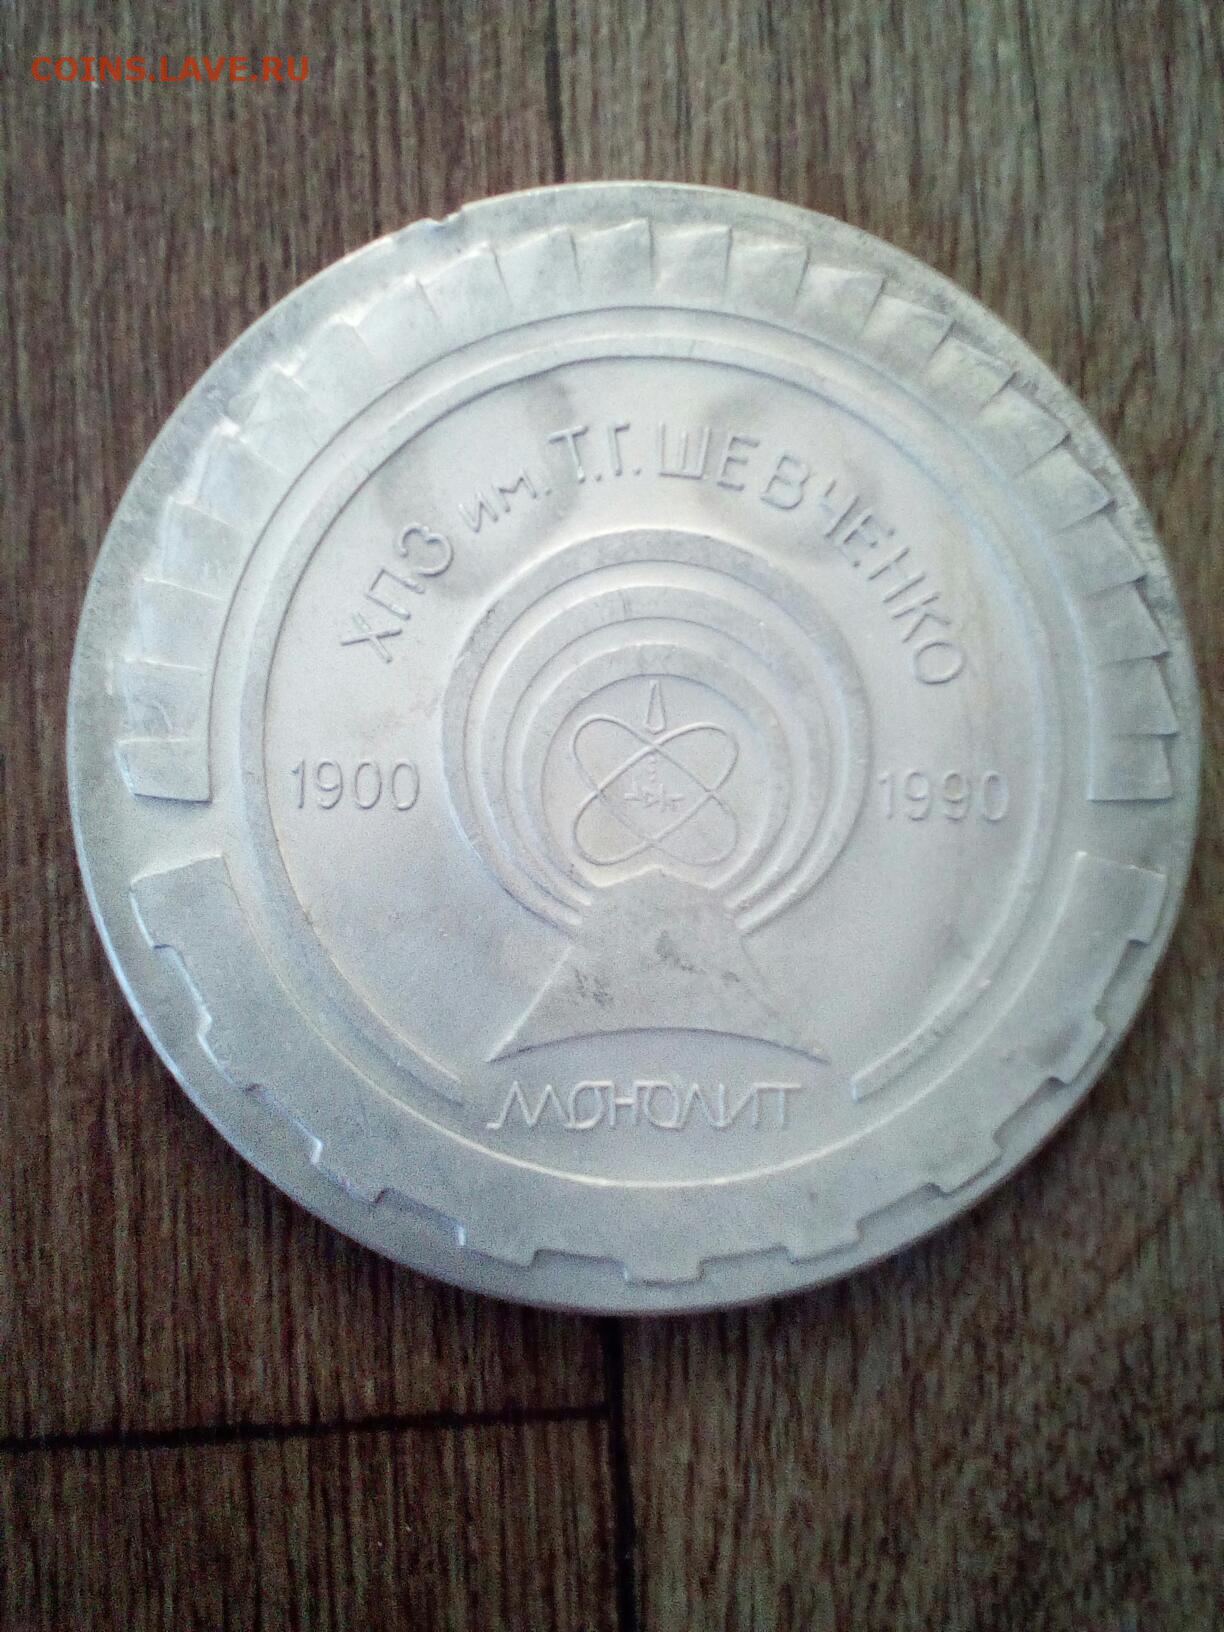 COINS.LAVE.RU
ХПЗ им. Т.Г. ШЕВЧЕНКО
1900 1990
МОНОЛИТ